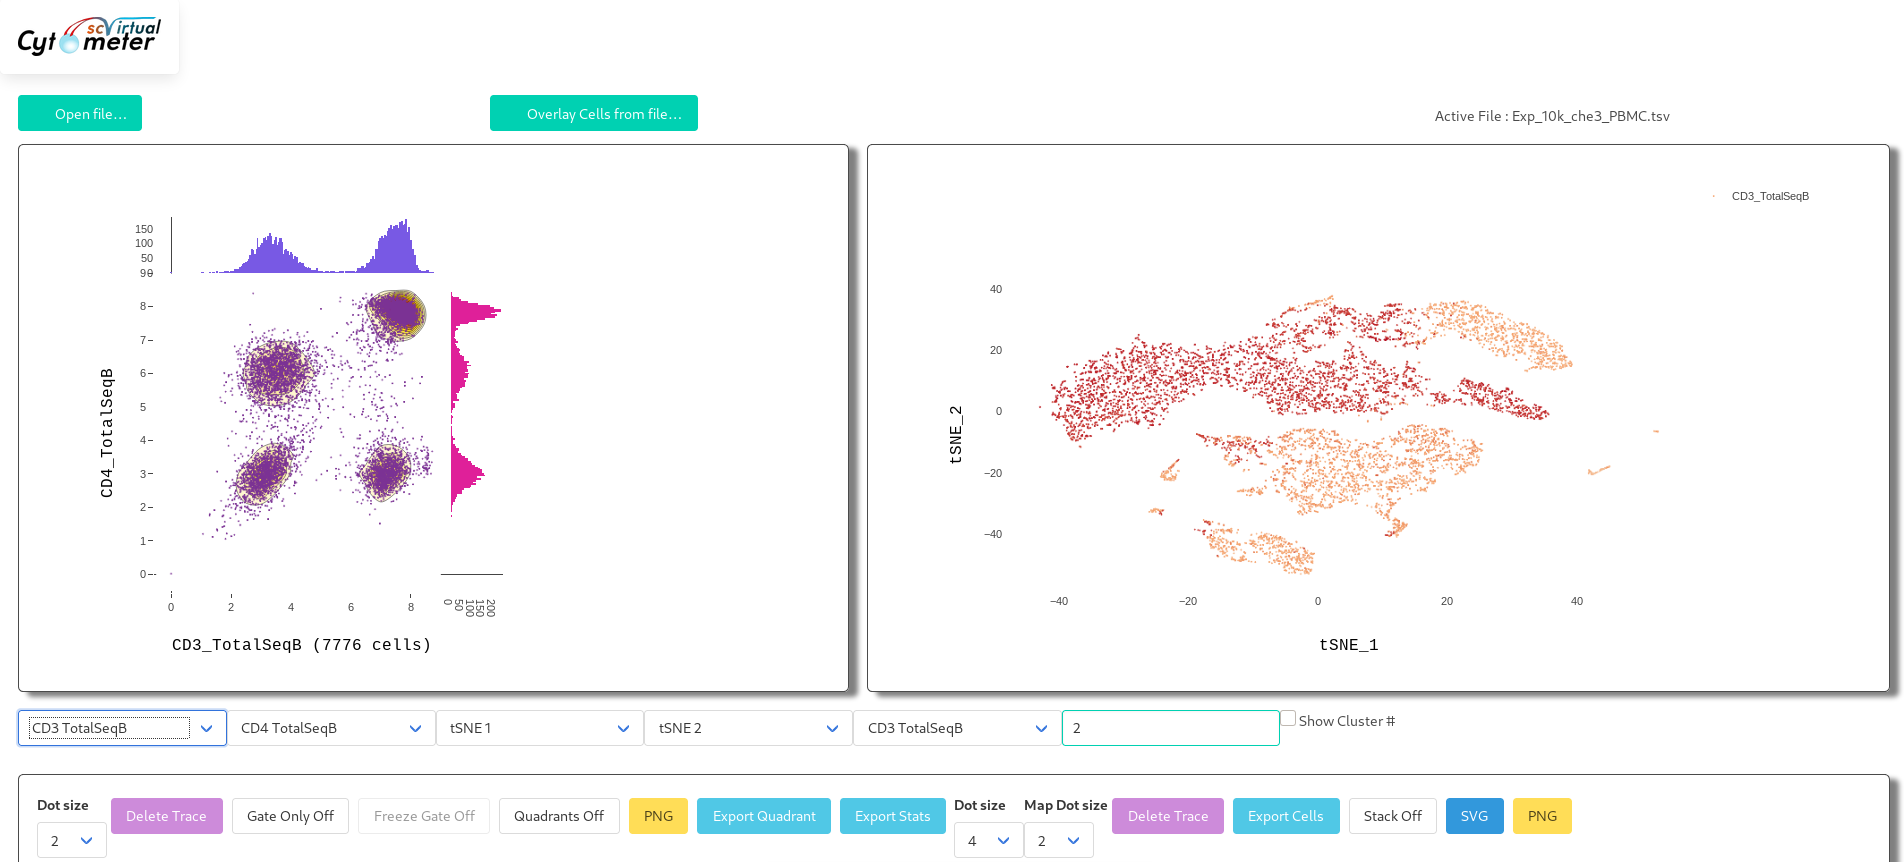 scVirtual
Cytometer
Open file...
Overlay Cells from file...
Active File : Exp_10k_che3_PBMC.tsv
150
100
50
0
9
8
7
6
5
4
3
2
1
0
CD4_TotalSeqB
0 2 4 6 8
0 50 100 150 200
CD3_TotalSeqB (7776 cells)
CD3_TotalSeqB
40
20
0
−20
−40
tSNE_2
−40 −20 0 20 40
tSNE_1
CD3 TotalSeqB CD4 TotalSeqB tSNE 1 tSNE 2 CD3 TotalSeqB 2 Show Cluster #
Dot size Delete Trace Gate Only Off Freeze Gate Off Quadrants Off PNG Export Quadrant Export Stats Dot size Map Dot size Delete Trace Export Cells Stack Off SVG PNG
2 4 2